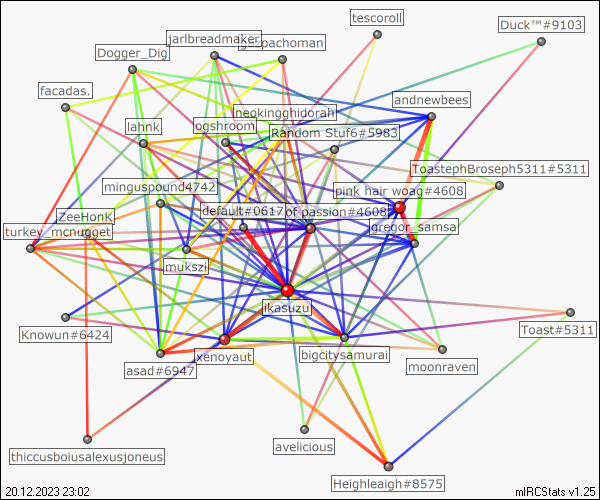 tescoroll
Duck™#9103
jarlbreadmaker
gazpachoman
Dogger_Dig
facadas.
andnewbees
neokingghidorah
lahnk
ogshroom
Random Stuf6#5983
ToastephBroseph5311#5311
minguspound4742
pink hair woag#4608
default#0617
of passion#4608
ZeeHonK
gregor_samsa
turkey_mcnugget
mukszi
ikasuzu
Knowun#6424
Toast#5311
xenoyaut
bigcitysamurai
asad#6947
moonraven
avelicious
thiccusboiusalexusjoneus
Heighleaigh#8575
20.12.2023 23:02
mIRCStats v1.25